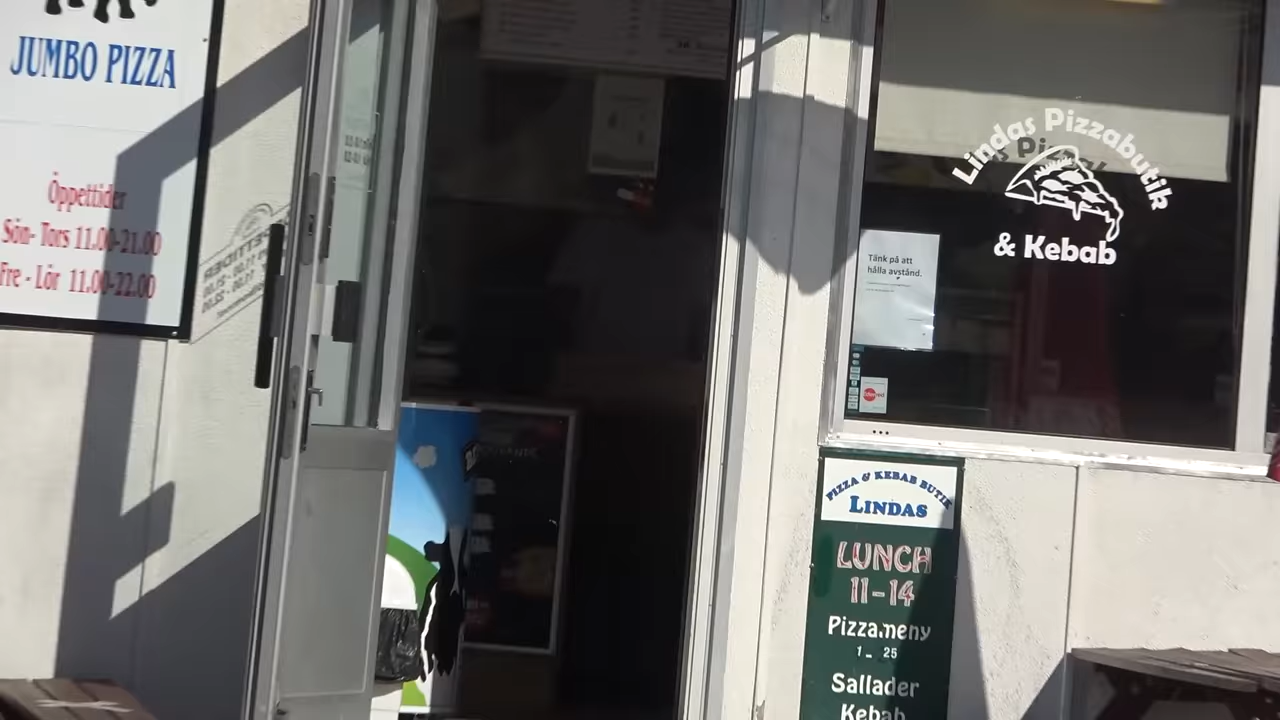 JUMBO PIZZA
Öppettider
Sön- Tors 11.00-21.00
Fre - Lör 11.00-22.00
Lindas Pizzabutik
& Kebab
Tänk på att
hålla avstånd.
PIZZA & KEBAB BUTIK
LINDAS
LUNCH
11-14
Pizzameny
1 - 25
Sallader
Kebab